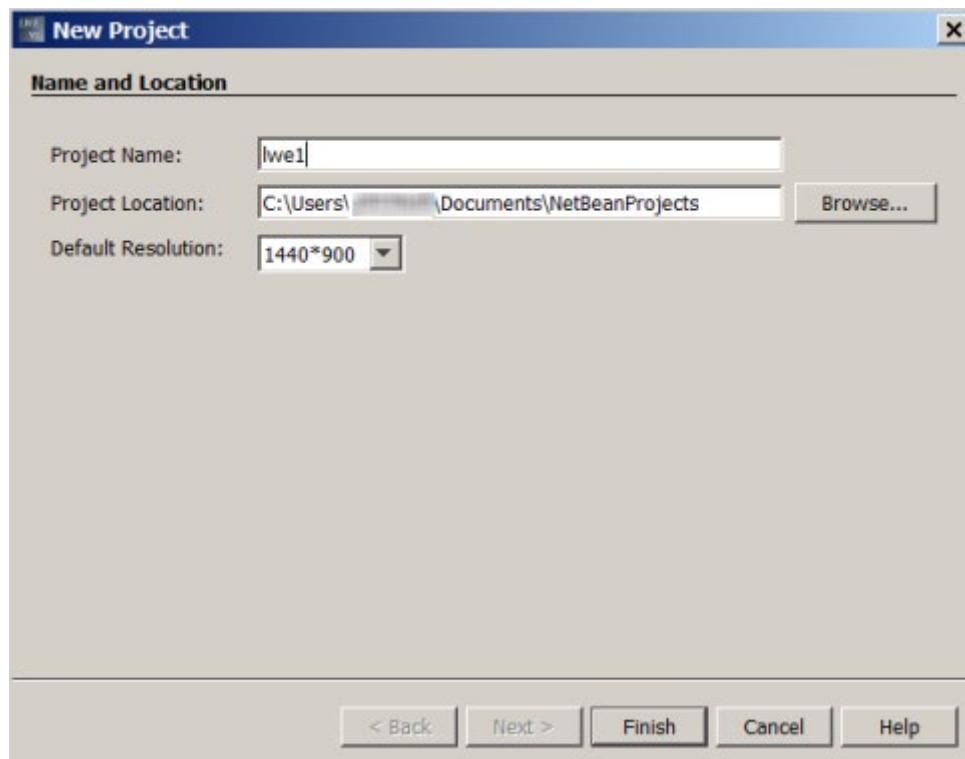 New Project
Name and Location
Project Name: lwe1
Project Location: C:\Users\ \Documents\NetBeanProjects Browse...
Default Resolution: 1440*900
< Back Next > Finish Cancel Help